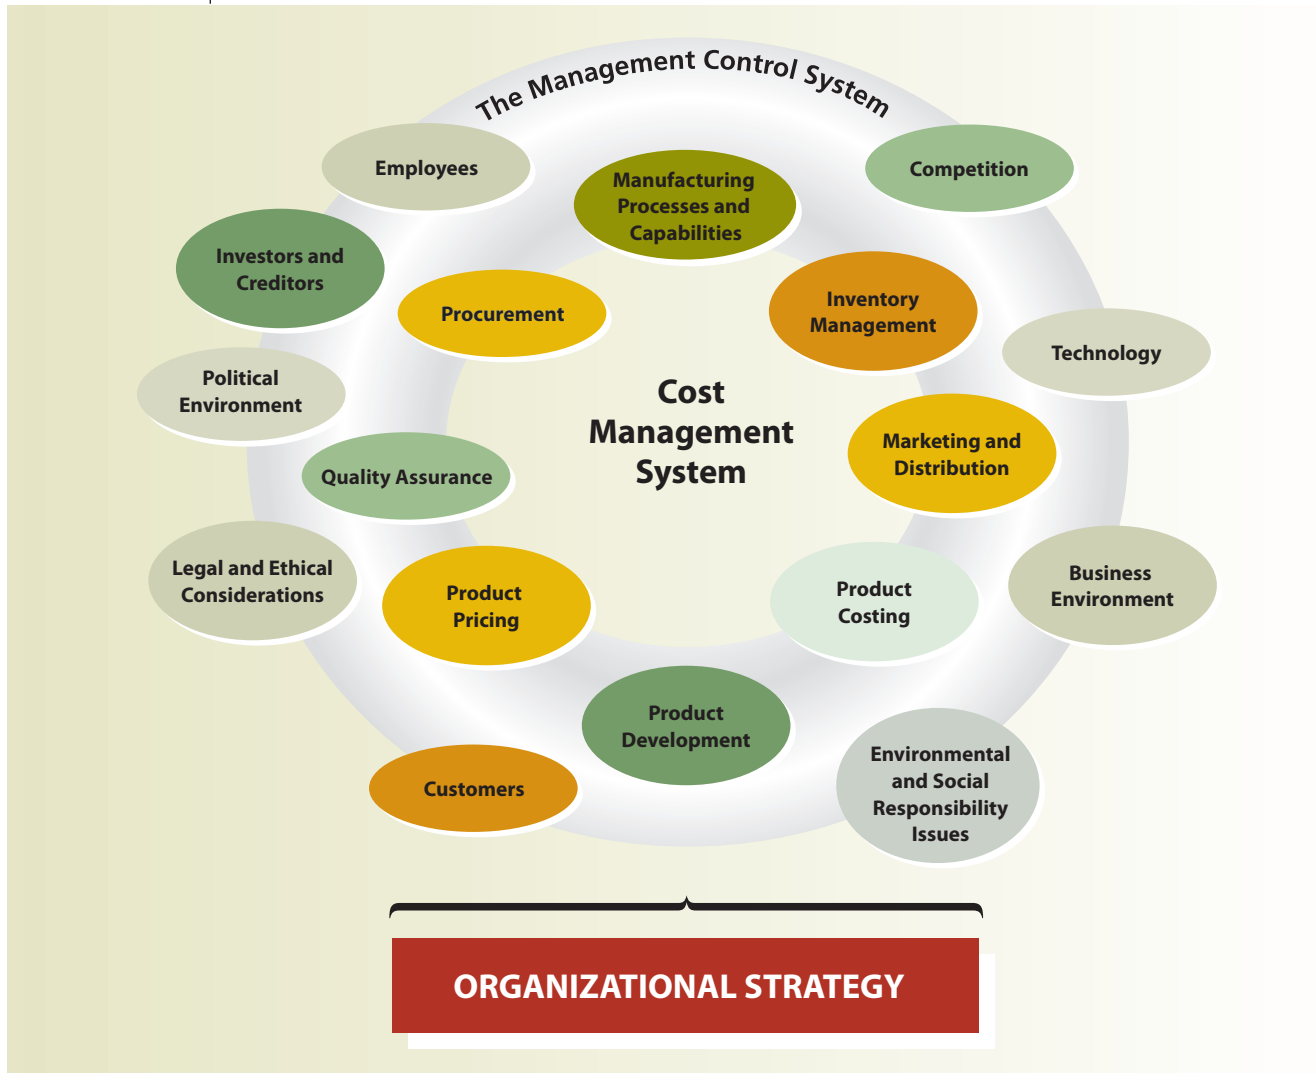 The Management Control System
Employees
Competition
Manufacturing
Processes and
Capabilities
Investors and
Creditors
Procurement
Inventory
Management
Technology
Political
Environment
Cost
Management
System
Marketing and
Distribution
Quality Assurance
Legal and Ethical
Considerations
Product
Pricing
Product
Costing
Business
Environment
Product
Development
Customers
Environmental
and Social
Responsibility
Issues
ORGANIZATIONAL STRATEGY